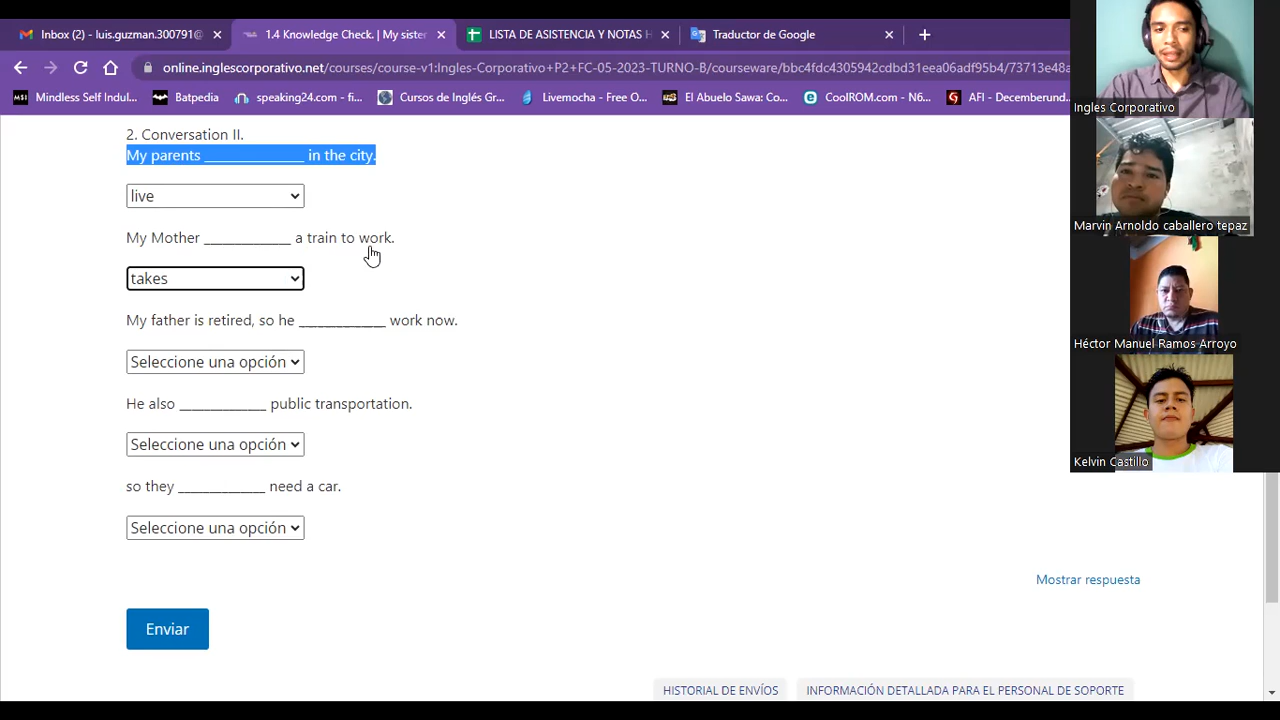 Inbox (2) - luis.guzman.300791@
1.4 Knowledge Check. | My sister
LISTA DE ASISTENCIA Y NOTAS H
Traductor de Google
online.inglescorporativo.net/courses/course-v1:Ingles-Corporativo+P2+FC-05-2023-TURNO-B/courseware/bbc4fdc4305942cdbd31eea06adf95b4/73713e48a
Mindless Self Indul...
Batpedia
speaking24.com - fi...
Cursos de Inglés Gr...
Livemocha - Free O...
El Abuelo Sawa: Co...
CoolROM.com - N6...
AFI - Decemberund...
2. Conversation II.
My parents ________________ in the city.
live
My Mother ______________ a train to work.
takes
My father is retired, so he ______________ work now.
Seleccione una opción
He also ______________ public transportation.
Seleccione una opción
so they ______________ need a car.
Seleccione una opción
Mostrar respuesta
Enviar
HISTORIAL DE ENVÍOS
INFORMACIÓN DETALLADA PARA EL PERSONAL DE SOPORTE
Ingles Corporativo
Marvin Arnoldo caballero tepaz
Héctor Manuel Ramos Arroyo
Kelvin Castillo